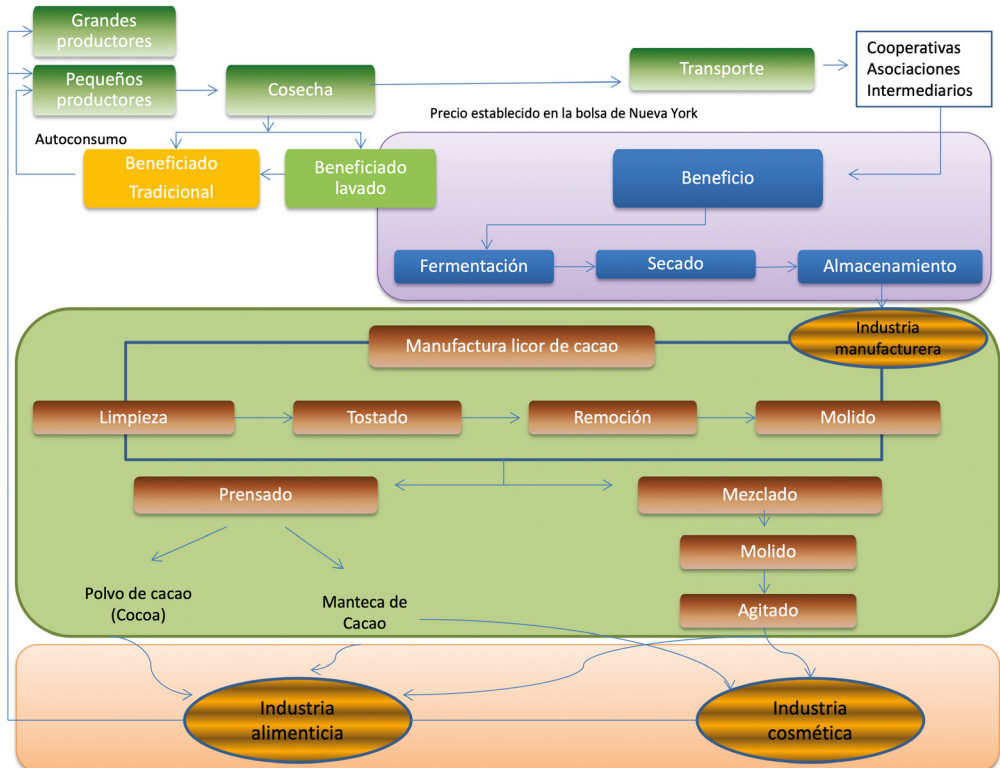 Grandes
productores
Pequeños
productores
Cosecha
Transporte
Cooperativas
Asociaciones
Intermediarios
Precio establecido en la bolsa de Nueva York
Autoconsumo
Beneficiado
Tradicional
Beneficiado
lavado
Beneficio
Fermentación
Secado
Almacenamiento
Industria
manufacturera
Manufactura licor de cacao
Limpieza
Tostado
Remoción
Molido
Prensado
Mezclado
Molido
Agitado
Polvo de cacao
(Cocoa)
Manteca de
Cacao
Industria
alimenticia
Industria
cosmética